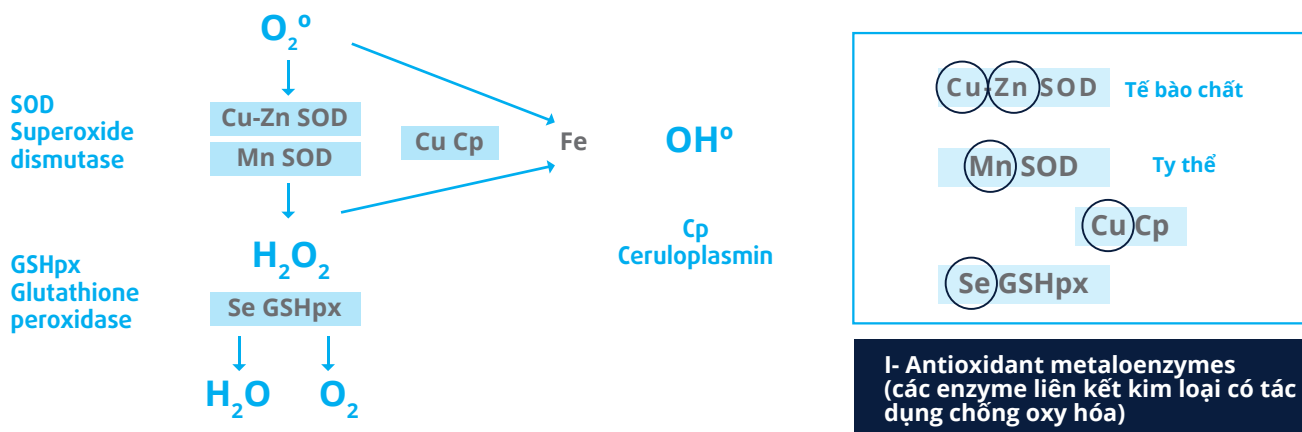 O₂º
SOD
Superoxide
dismutase
Cu-Zn SOD
Mn SOD
Cu Cp
Fe
OHº
H₂O₂
Cp
Ceruloplasmin
GSHpx
Glutathione
peroxidase
Se GSHpx
H₂O
O₂
Cu-Zn SOD
Tế bào chất
Mn SOD
Ty thể
Cu Cp
Se GSHpx
I- Antioxidant metaloenzymes
(các enzyme liên kết kim loại có tác
dụng chống oxy hóa)